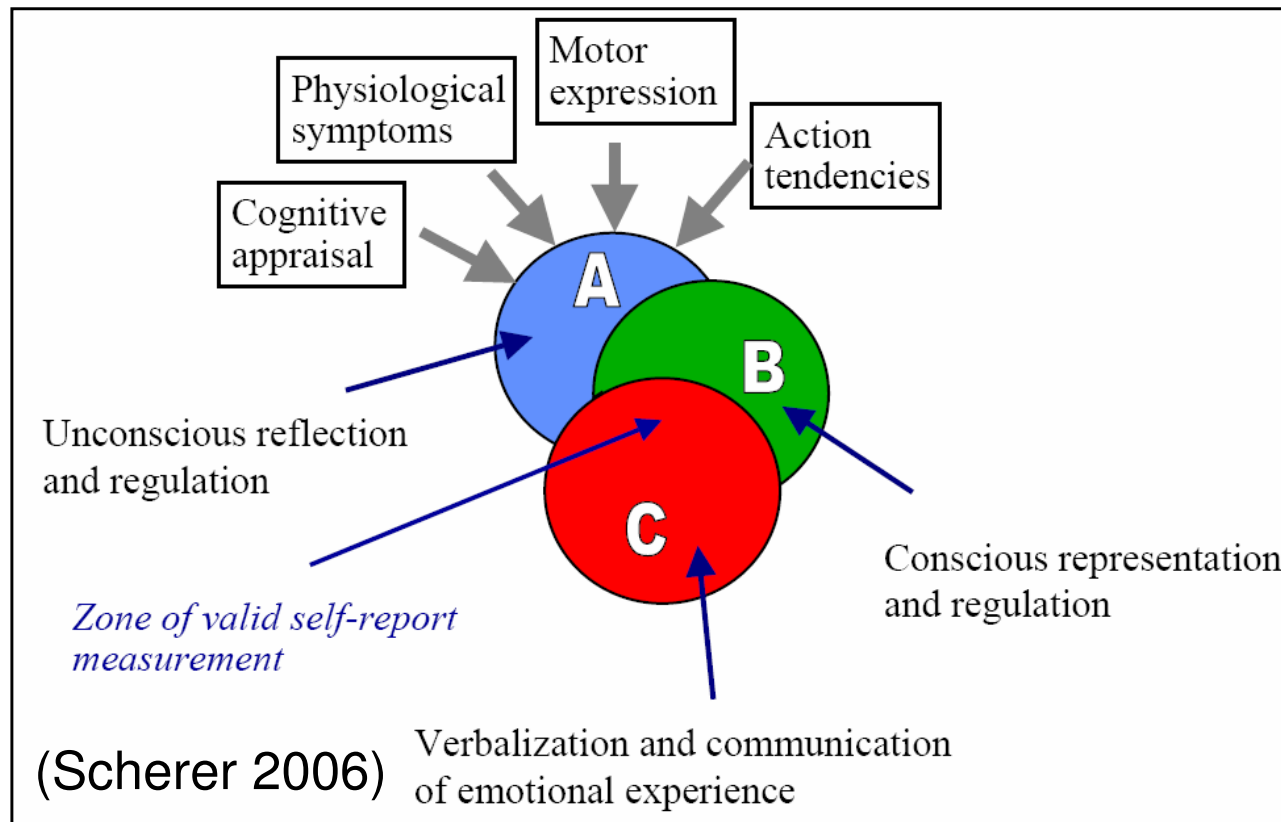 Motor
expression
Physiological
symptoms
Action
tendencies
Cognitive
appraisal
A
B
C
Unconscious reflection
and regulation
Conscious representation
and regulation
Zone of valid self-report
measurement
Verbalization and communication
of emotional experience
(Scherer 2006)